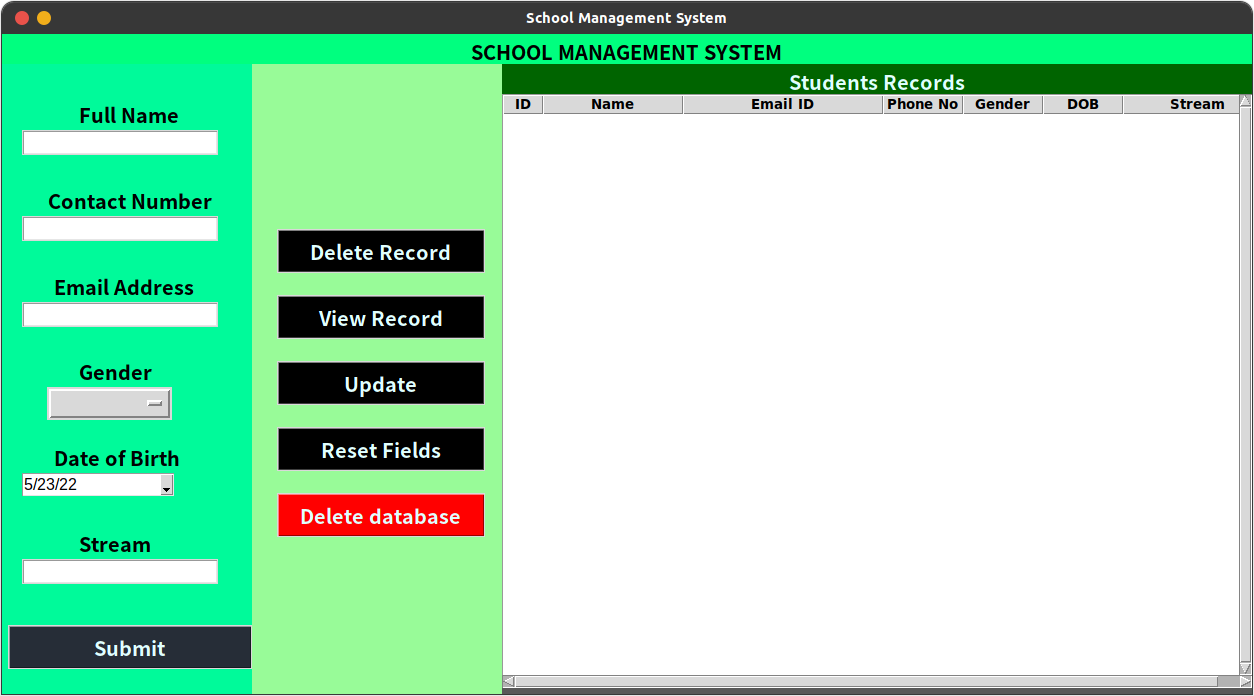 School Management System
SCHOOL MANAGEMENT SYSTEM
Full Name
Contact Number
Email Address
Gender
Date of Birth
5/23/22
Stream
Submit
Delete Record
View Record
Update
Reset Fields
Delete database
Students Records
ID Name Email ID Phone No Gender DOB Stream